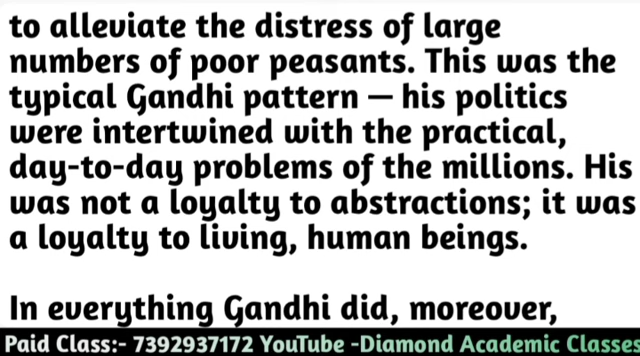 to alleviate the distress of large
numbers of poor peasants. This was the
typical Gandhi pattern — his politics
were intertwined with the practical,
day-to-day problems of the millions. His
was not a loyalty to abstractions; it was
a loyalty to living, human beings.
In everything Gandhi did, moreover,
Paid Class:- 7392937172 YouTube -Diamond Academic Classes